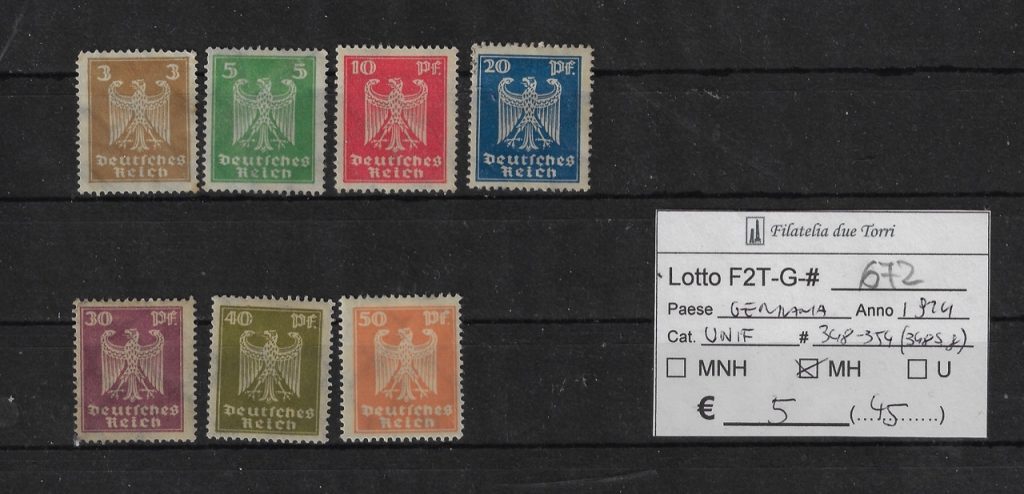 3 3
Deutsches
Reich
5 5
Deutsches
Reich
10 Pf.
Deutsches
Reich
20 Pf.
Deutsches
Reich
30 Pf.
Deutsches
Reich
40 Pf.
Deutsches
Reich
50 Pf.
Deutsches
Reich
Filatelia due Torri
Lotto F2T-G-# 672
Paese GERMANIA Anno 1924
Cat. UNIF # 348-354
MNH MH U
€ 5 (...45......)